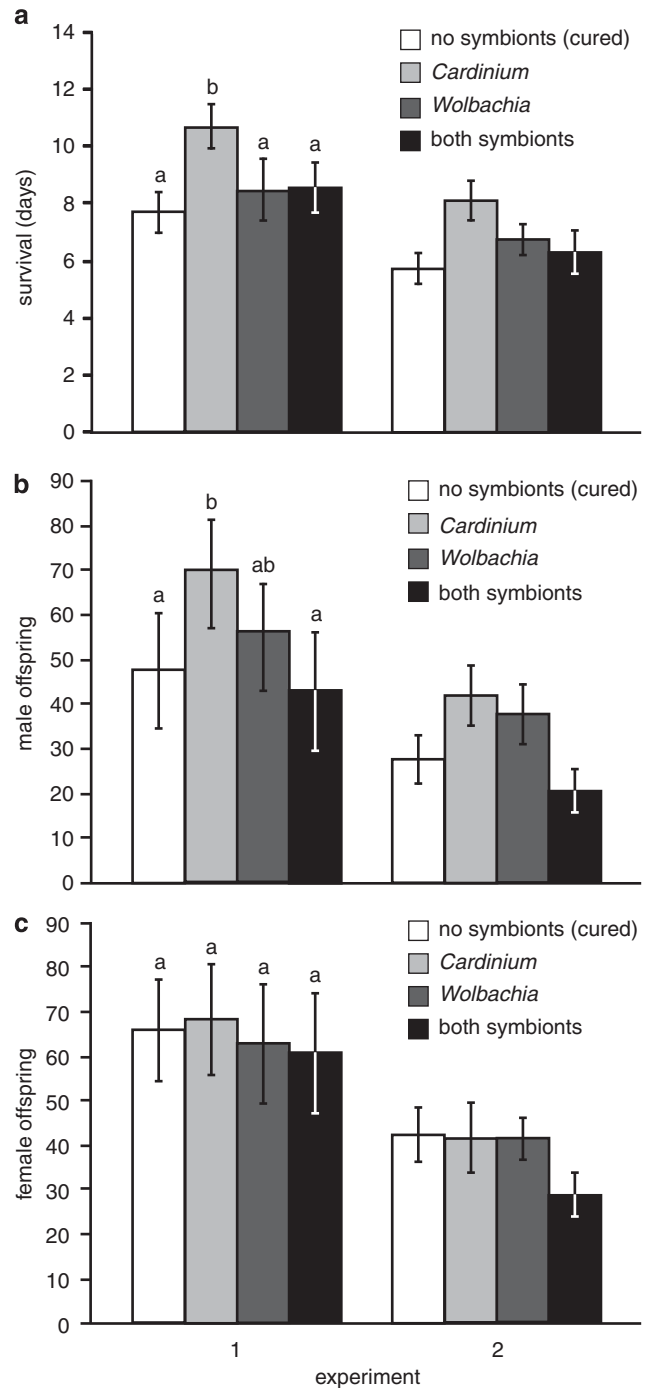 a
14
12
10
8
6
4
2
0
survival (days)
no symbionts (cured)
Cardinium
Wolbachia
both symbionts
a
b
a
a
b
90
80
70
60
50
40
30
20
10
0
male offspring
no symbionts (cured)
Cardinium
Wolbachia
both symbionts
a
b
ab
a
c
90
80
70
60
50
40
30
20
10
0
female offspring
no symbionts (cured)
Cardinium
Wolbachia
both symbionts
a
a
a
a
1
2
experiment